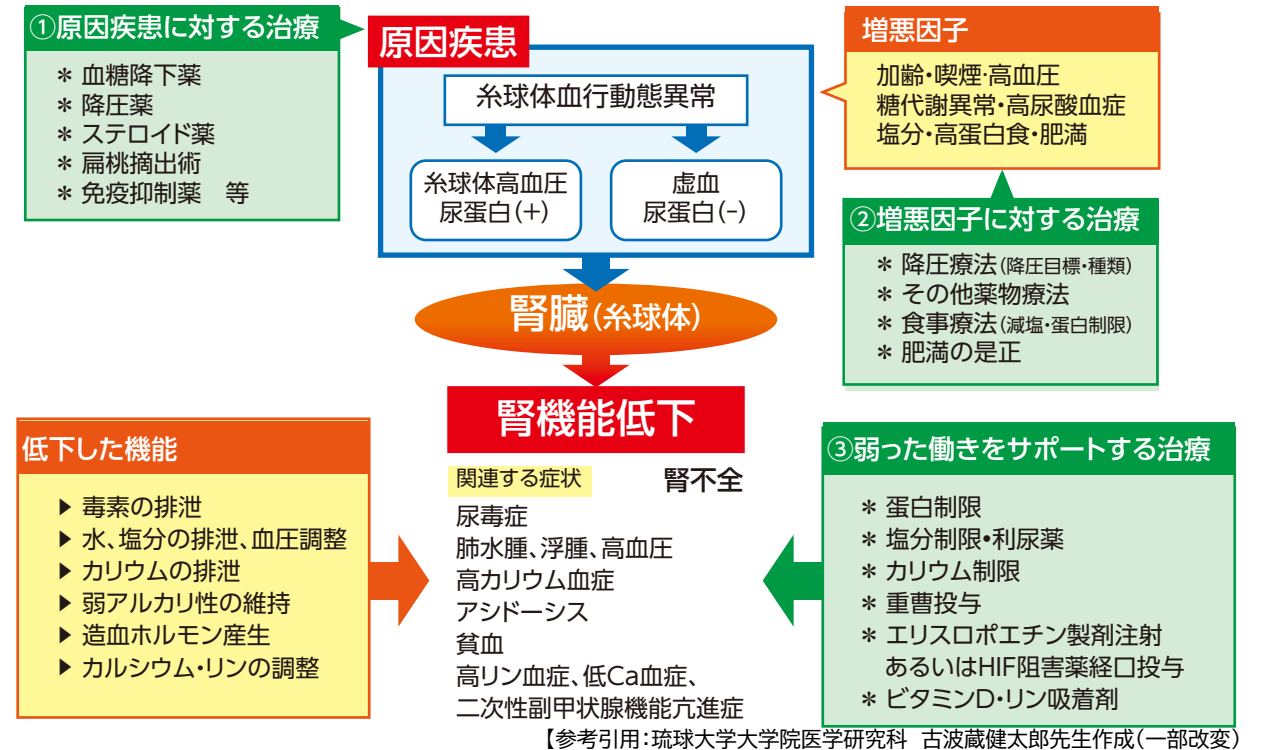 ①原因疾患に対する治療
＊ 血糖降下薬
＊ 降圧薬
＊ ステロイド薬
＊ 扁桃摘出術
＊ 免疫抑制薬　等
原因疾患
糸球体血行動態異常
糸球体高血圧
尿蛋白(+)
虚血
尿蛋白(-)
増悪因子
加齢・喫煙・高血圧
糖代謝異常・高尿酸血症
塩分・高蛋白食・肥満
②増悪因子に対する治療
＊ 降圧療法(降圧目標・種類)
＊ その他薬物療法
＊ 食事療法(減塩・蛋白制限)
＊ 肥満の是正
腎臓(糸球体)
腎機能低下
低下した機能
▶ 毒素の排泄
▶ 水、塩分の排泄、血圧調整
▶ カリウムの排泄
▶ 弱アルカリ性の維持
▶ 造血ホルモン産生
▶ カルシウム・リンの調整
関連する症状　腎不全
尿毒症
肺水腫、浮腫、高血圧
高カリウム血症
アシドーシス
貧血
高リン血症、低Ca血症、
二次性副甲状腺機能亢進症
③弱った働きをサポートする治療
＊ 蛋白制限
＊ 塩分制限•利尿薬
＊ カリウム制限
＊ 重曹投与
＊ エリスロポエチン製剤注射
あるいはHIF阻害薬経口投与
＊ ビタミンD・リン吸着剤
【参考引用：琉球大学大学院医学研究科 古波蔵健太郎先生作成(一部改変)